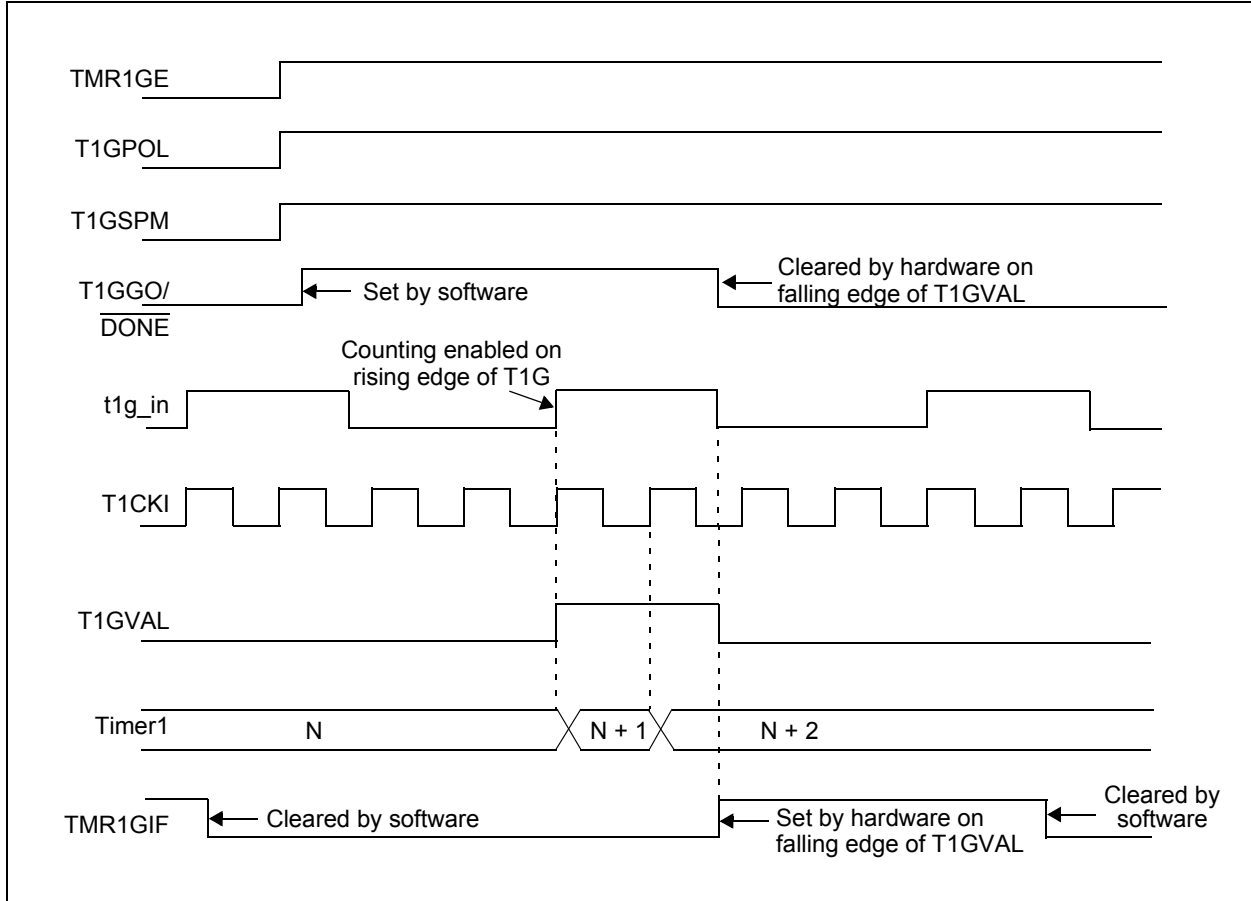 TMR1GE
T1GPOL
T1GSPM
T1GGO/
DONE
Set by software
Cleared by hardware on
falling edge of T1GVAL
Counting enabled on
rising edge of T1G
t1g_in
T1CKI
T1GVAL
Timer1
N
N + 1
N + 2
TMR1GIF
Cleared by software
Set by hardware on
falling edge of T1GVAL
Cleared by
software